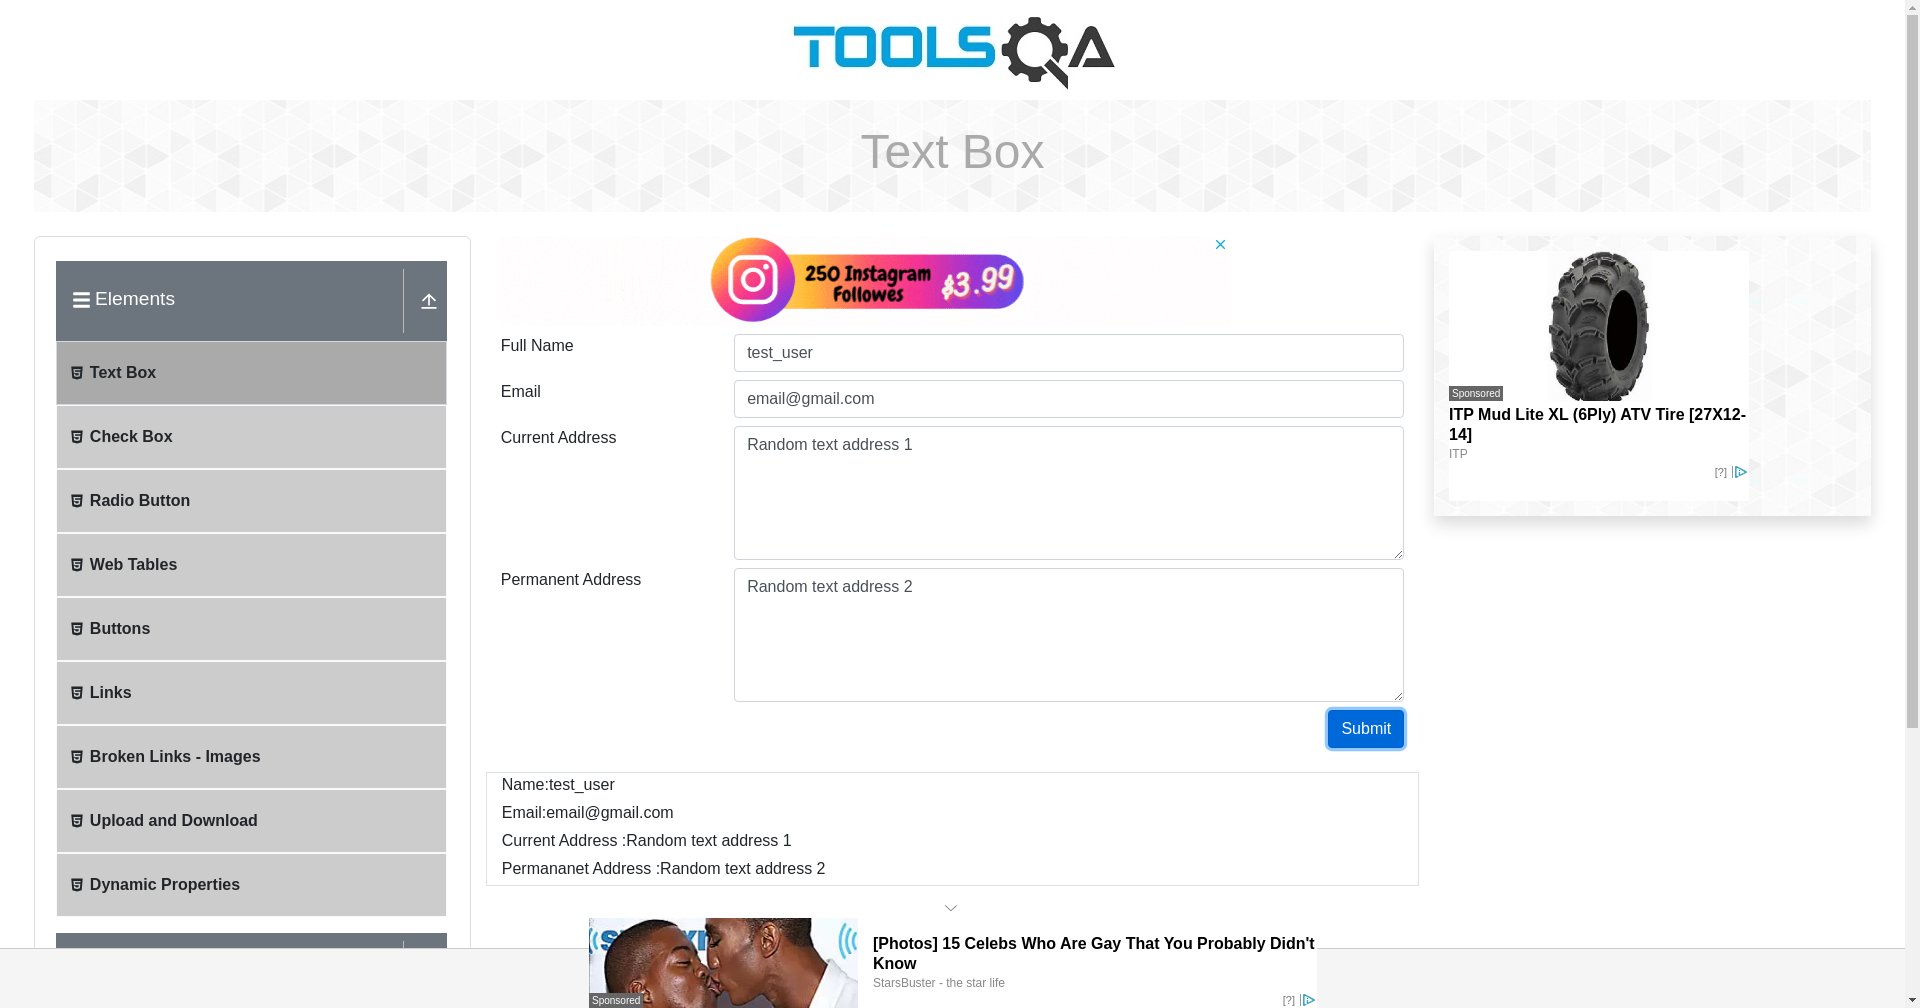 TOOLSQA
Text Box
Elements
Text Box
Check Box
Radio Button
Web Tables
Buttons
Links
Broken Links - Images
Upload and Download
Dynamic Properties
250 Instagram
Followes
$3.99
Full Name
test_user
Email
email@gmail.com
Current Address
Random text address 1
Permanent Address
Random text address 2
Submit
Name:test_user
Email:email@gmail.com
Current Address :Random text address 1
Permananet Address :Random text address 2
Sponsored
ITP Mud Lite XL (6Ply) ATV Tire [27X12-
14]
ITP
[?]
Sponsored
[Photos] 15 Celebs Who Are Gay That You Probably Didn't
Know
StarsBuster - the star life
[?]